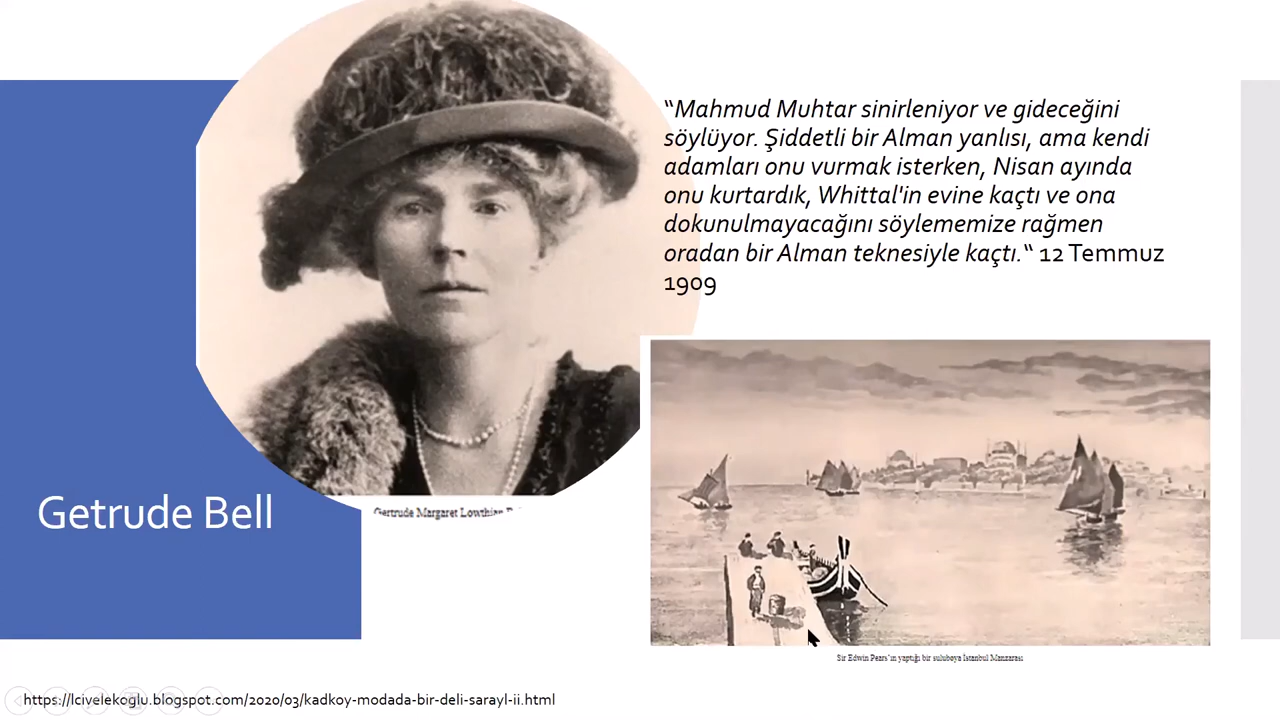 “Mahmud Muhtar sinirleniyor ve gideceğini
söylüyor. Şiddetli bir Alman yanlısı, ama kendi
adamları onu vurmak isterken, Nisan ayında
onu kurtardık, Whittal'in evine kaçtı ve ona
dokunulmayacağını söylememize rağmen
oradan bir Alman teknesiyle kaçtı.“ 12 Temmuz
1909
Getrude Bell
Gertrude Margaret Lowthian
Sir Edwin Pears'ın yaptığı bir suluboya İstanbul Manzarası
https://lcivelekoglu.blogspot.com/2020/03/kadkoy-modada-bir-deli-sarayl-ii.html